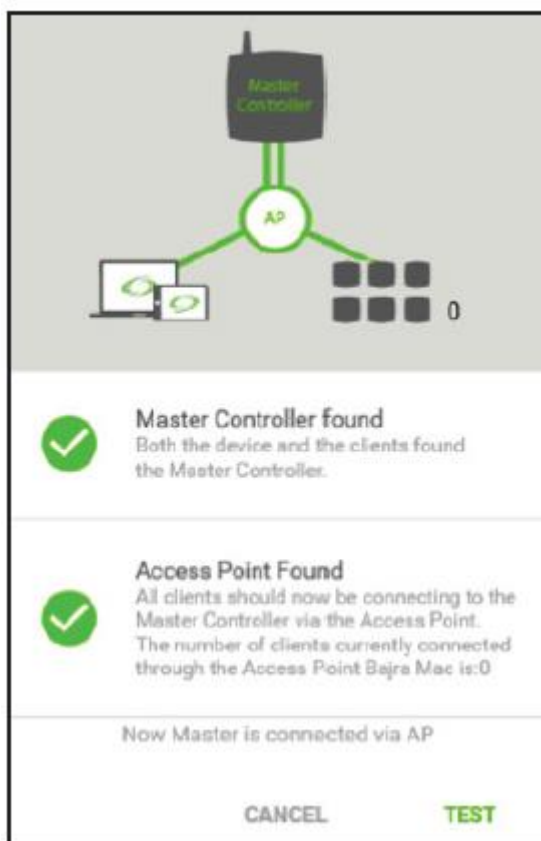 Master
Controller
AP
0
Master Controller found
Both the device and the clients found
the Master Controller.
Access Point Found
All clients should now be connecting to the
Master Controller via the Access Point.
The number of clients currently connected
through the Access Point Bajra Mac is:0
Now Master is connected via AP
CANCEL
TEST